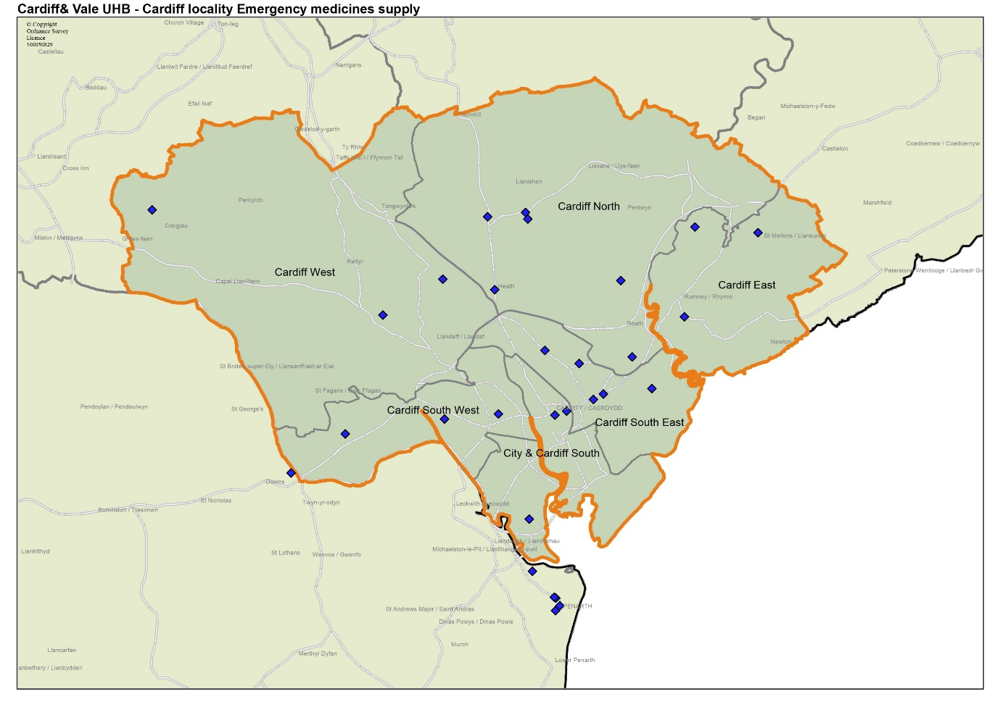 Cardiff& Vale UHB - Cardiff locality Emergency medicines supply
© Copyright
Ordnance Survey
Licence
100050829
Church Village
Ton-teg
Castellau
Llantwit Fardre / Llanilltud Faerdref
Nantgarw
Beddau
Efail Isaf
Michaelston-y-Fedw
Thornhill
Began
Gwaelod-y-garth
Ty Rhiw
Coedkernew / Coedcernyw
Castleton
Llantrisant
Taffs Well / Ffynnon Taf
Cross Inn
Lisvane / Llys-faen
Llanishen
Pentyrch
Marshfield
Tongwynlais
Cardiff North
Pentwyn
Creigiau
Miskin / Meisgyns
Groes-faen
St Mellons / Llaneurwg
Radyr
Cardiff West
Peterstone Wentlooge / Llanbedr Gw
Capel Llanilltern
Heath
Cardiff East
Rumney / Rhymni
Roath
Llandaff / Llandaf
Newton
St Brides-super-Ely / Llansanffraid-ar-Elai
St Fagans / Sain Ffagan
Pendoylan / Pendeulwyn
St George's
Cardiff South West
CARDIFF / CAERDYDD
Cardiff South East
City & Cardiff South
Downs
St Nicholas
Twyn-yr-odyn
Leckwith / Lecwydd
Bonvilston / Tresimwn
Llandough / Llandochau
Michaelston-le-Pit / Llanfihangel-y-pwll
Llantrithyd
St Lythans
Wenvoe / Gwenfo
PENARTH
St Andrews Major / Saint Andras
Dinas Powys / Dinas Powis
Murch
Llancarfan
Merthyr Dyfan
Lower Penarth
anbethery / Llanbydderi